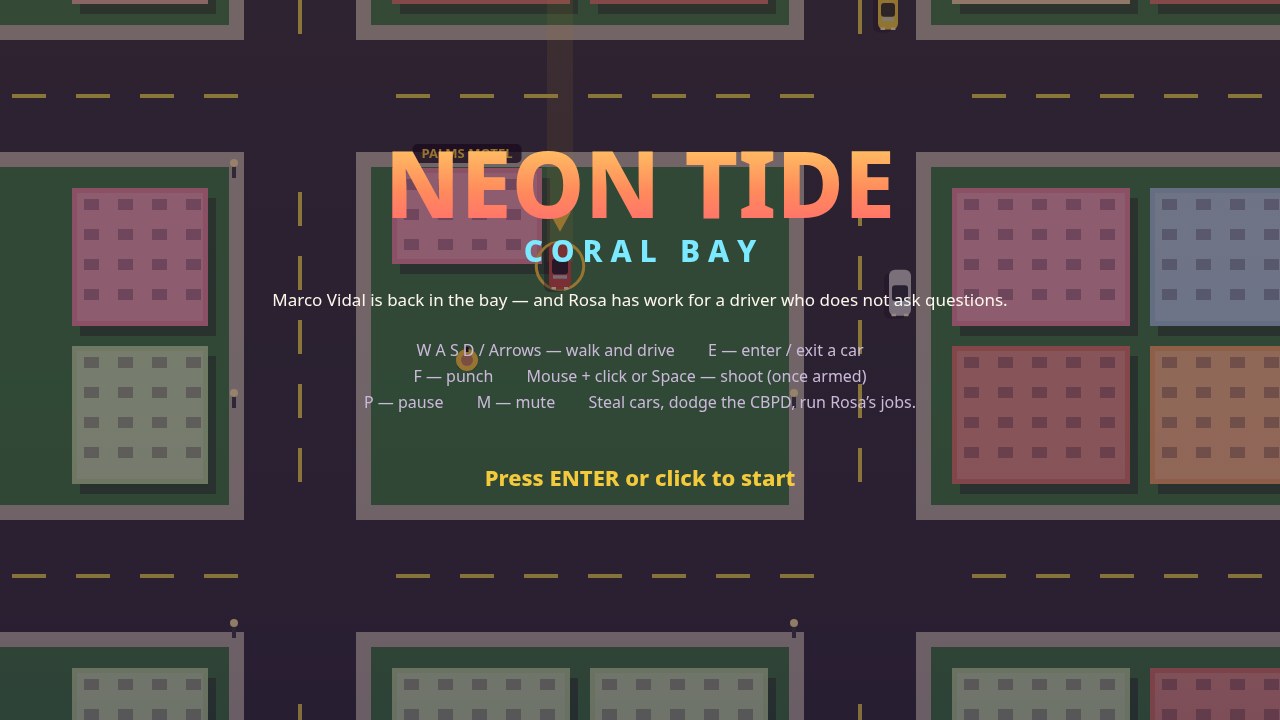 PALMS MOTEL
NEON TIDE
CORAL BAY
Marco Vidal is back in the bay — and Rosa has work for a driver who does not ask questions.
W A S D / Arrows — walk and drive E — enter / exit a car
F — punch Mouse + click or Space — shoot (once armed)
P — pause M — mute Steal cars, dodge the CBPD, run Rosa’s jobs.
Press ENTER or click to start